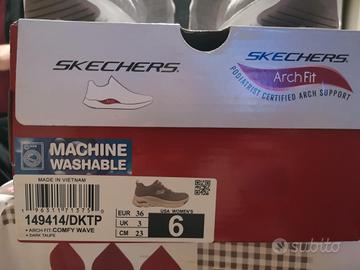 SKECHERS
SKECHERS
Arch Fit
PODIATRIST CERTIFIED ARCH SUPPORT
MACHINE
WASHABLE
MADE IN VIETNAM
149414/DKTP
• ARCH FIT-COMFY WAVE
• DARK TAUPE
EUR 36
UK 3
CM 23
USA WOMEN'S
6
subito